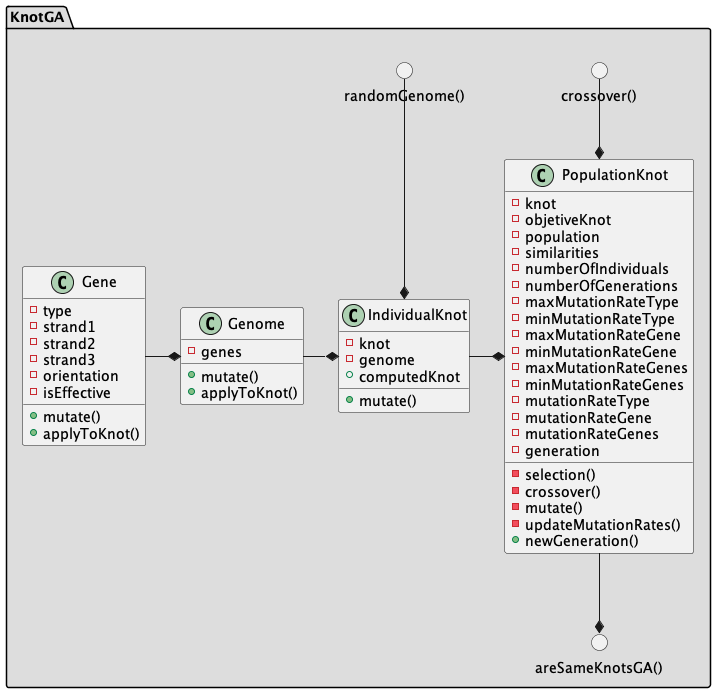 KnotGA
randomGenome()
crossover()
C PopulationKnot
knot
objetiveKnot
population
similarities
numberOfIndividuals
numberOfGenerations
maxMutationRateType
minMutationRateType
maxMutationRateGene
minMutationRateGene
maxMutationRateGenes
minMutationRateGenes
mutationRateType
mutationRateGene
mutationRateGenes
generation
selection()
crossover()
mutate()
updateMutationRates()
newGeneration()
C Gene
type
strand1
strand2
strand3
orientation
isEffective
mutate()
applyToKnot()
C Genome
genes
mutate()
applyToKnot()
C IndividualKnot
knot
genome
computedKnot
mutate()
areSameKnotsGA()